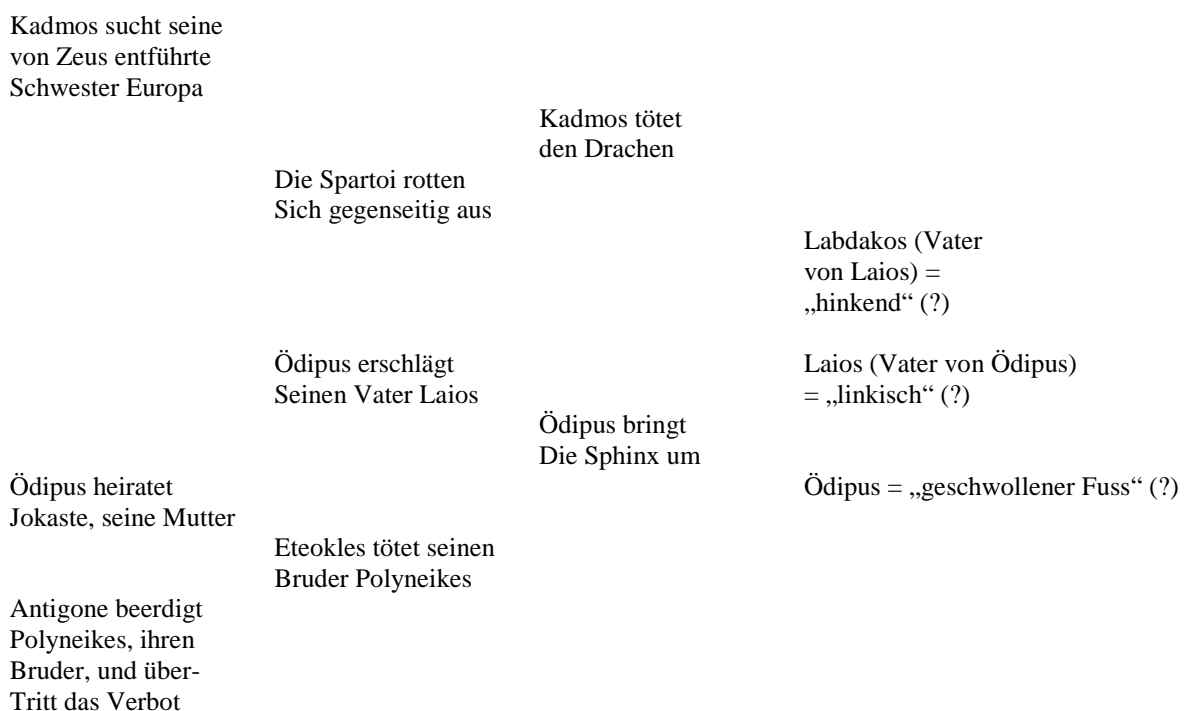 Kadmos sucht seine
von Zeus entführte
Schwester Europa
Kadmos tötet
den Drachen
Die Spartoi rotten
Sich gegenseitig aus
Labdakos (Vater
von Laios) =
„hinkend“ (?)
Ödipus erschlägt
Seinen Vater Laios
Laios (Vater von Ödipus)
= „linkisch“ (?)
Ödipus bringt
Die Sphinx um
Ödipus heiratet
Jokaste, seine Mutter
Ödipus = „geschwollener Fuss“ (?)
Eteokles tötet seinen
Bruder Polyneikes
Antigone beerdigt
Polyneikes, ihren
Bruder, und über-
Tritt das Verbot